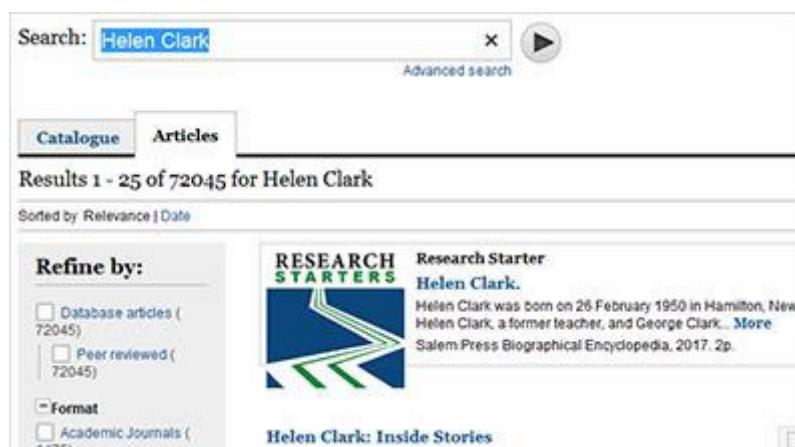 Search: Helen Clark ×
Advanced search
Catalogue Articles
Results 1 - 25 of 72045 for Helen Clark
Sorted by Relevance | Date
Refine by:
Database articles (
72045)
Peer reviewed (
72045)
Format
Academic Journals (
RESEARCH
STARTERS
Research Starter
Helen Clark.
Helen Clark was born on 26 February 1950 in Hamilton, New
Helen Clark, a former teacher, and George Clark... More
Salem Press Biographical Encyclopedia, 2017. 2p.
Helen Clark: Inside Stories